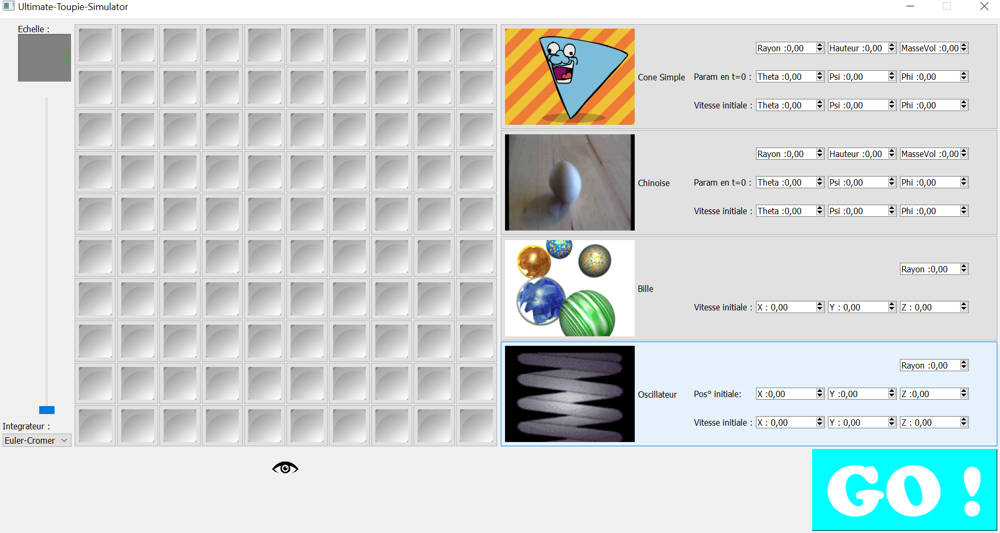 Ultimate-Toupie-Simulator
Echelle :
Rayon :0,00 Hauteur :0,00 MasseVol :0,00
Cone Simple Param en t=0 : Theta :0,00 Psi :0,00 Phi :0,00
Vitesse initiale : Theta :0,00 Psi :0,00 Phi :0,00
Rayon :0,00 Hauteur :0,00 MasseVol :0,00
Chinoise Param en t=0 : Theta :0,00 Psi :0,00 Phi :0,00
Vitesse initiale : Theta :0,00 Psi :0,00 Phi :0,00
Rayon :0,00
Bille
Vitesse initiale : X : 0,00 Y : 0,00 Z : 0,00
Rayon :0,00
Oscillateur Pos° initiale: X :0,00 Y :0,00 Z :0,00
Vitesse initiale : X : 0,00 Y : 0,00 Z : 0,00
Integrateur :
Euler-Cromer
GO !